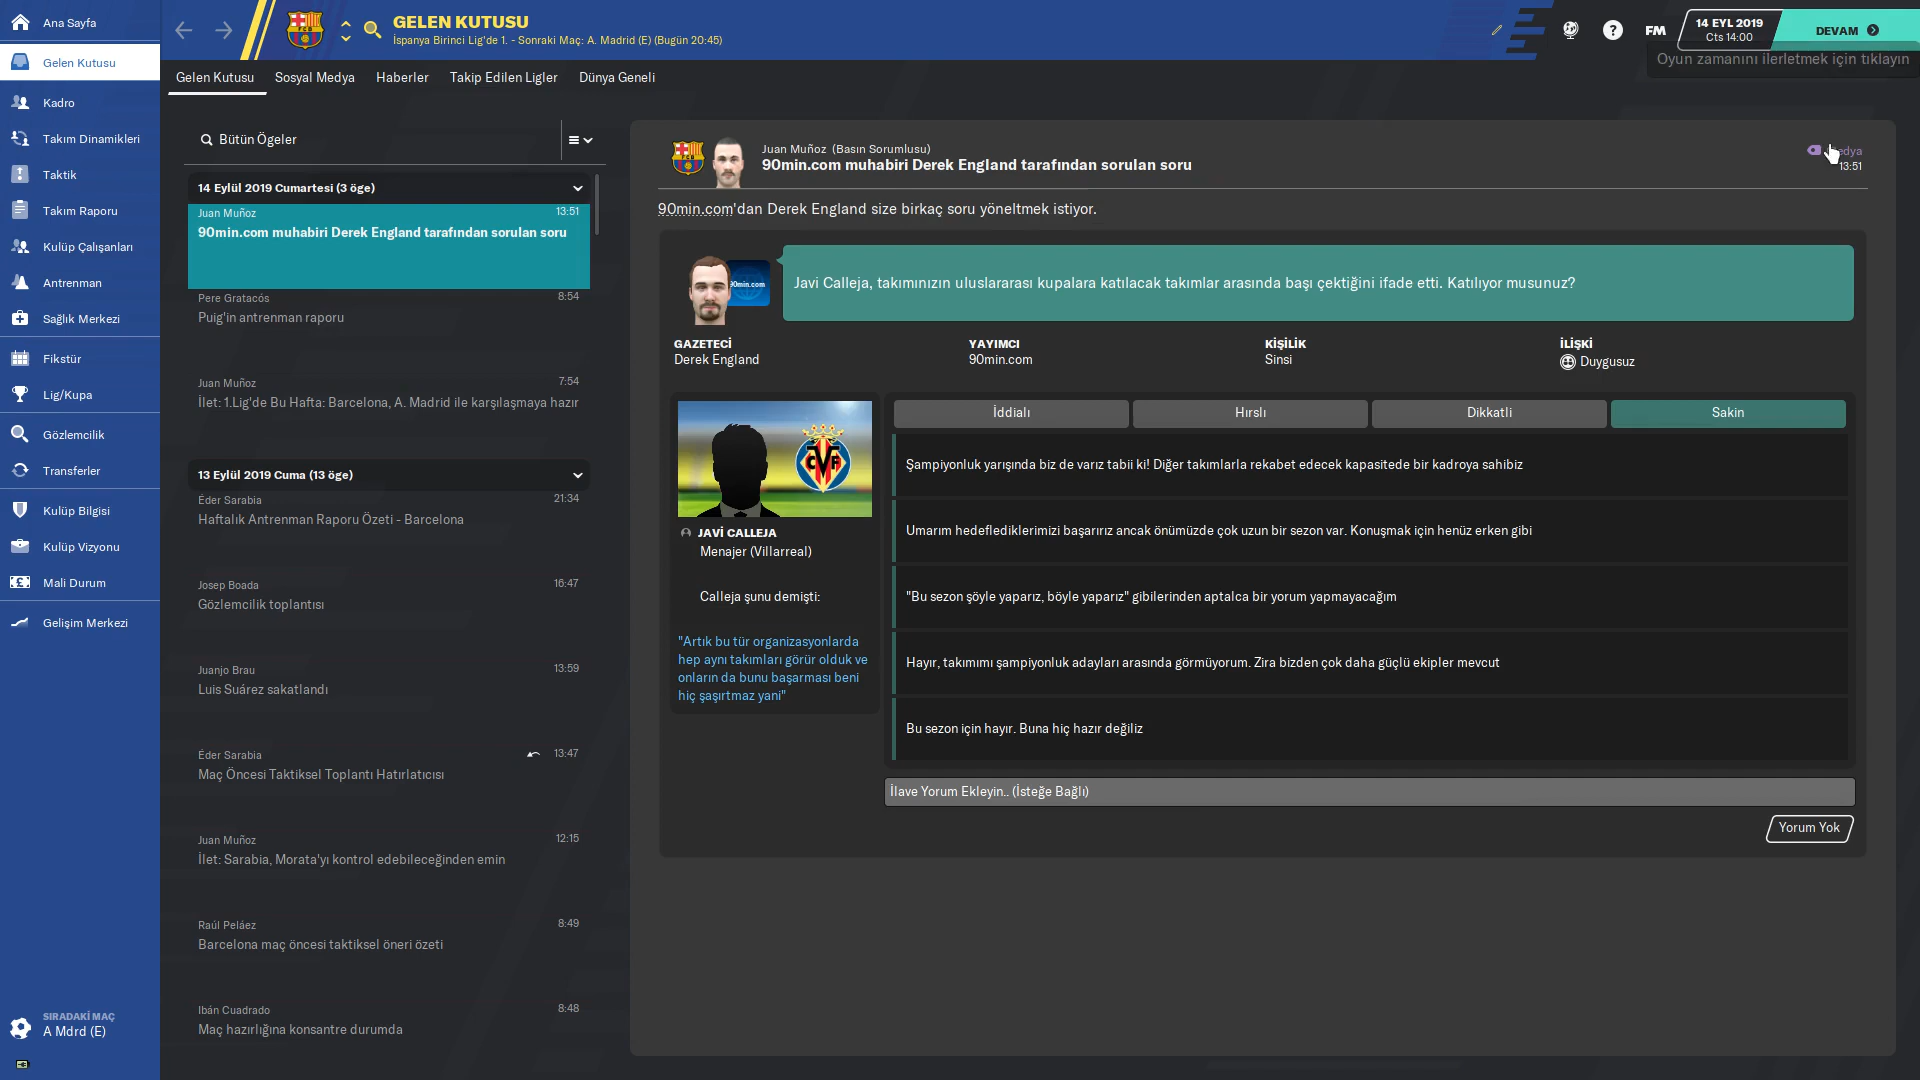 Ana Sayfa
Gelen Kutusu
Kadro
Takım Dinamikleri
Taktik
Takım Raporu
Kulüp Çalışanları
Antrenman
Sağlık Merkezi
Fikstür
Lig/Kupa
Gözlemcilik
Transferler
Kulüp Bilgisi
Kulüp Vizyonu
Mali Durum
Gelişim Merkezi
SIRADAKİ MAÇ
A Mdrd (E)
GELEN KUTUSU
İspanya Birinci Lig'de 1. - Sonraki Maç: A. Madrid (E) (Bugün 20:45)
FM
14 EYL 2019
Cts 14:00
DEVAM
Oyun zamanını ilerletmek için tıklayın
Gelen Kutusu Sosyal Medya Haberler Takip Edilen Ligler Dünya Geneli
Bütün Ögeler
14 Eylül 2019 Cumartesi (3 öge)
Juan Muñoz 13:51
90min.com muhabiri Derek England tarafından sorulan soru
Pere Gratacós 8:54
Puig'in antrenman raporu
Juan Muñoz 7:54
İlet: 1.Lig'de Bu Hafta: Barcelona, A. Madrid ile karşılaşmaya hazır
13 Eylül 2019 Cuma (13 öge)
Éder Sarabia 21:34
Haftalık Antrenman Raporu Özeti - Barcelona
Josep Boada 16:47
Gözlemcilik toplantısı
Juanjo Brau 13:59
Luis Suárez sakatlandı
Éder Sarabia 13:47
Maç Öncesi Taktiksel Toplantı Hatırlatıcısı
Juan Muñoz 12:15
İlet: Sarabia, Morata'yı kontrol edebileceğinden emin
Raúl Peláez 8:49
Barcelona maç öncesi taktiksel öneri özeti
Ibán Cuadrado 8:48
Maç hazırlığına konsantre durumda
Juan Muñoz (Basın Sorumlusu)
90min.com muhabiri Derek England tarafından sorulan soru
13:51
90min.com'dan Derek England size birkaç soru yöneltmek istiyor.
90min.com
Javi Calleja, takımınızın uluslararası kupalara katılacak takımlar arasında başı çektiğini ifade etti. Katılıyor musunuz?
GAZETECİ YAYIMCI KİŞİLİK İLİŞKİ
Derek England 90min.com Sinsi Duygusuz
JAVİ CALLEJA
Menajer (Villarreal)
Calleja şunu demişti:
"Artık bu tür organizasyonlarda
hep aynı takımları görür olduk ve
onların da bunu başarması beni
hiç şaşırtmaz yani"
İddialı Hırslı Dikkatli Sakin
Şampiyonluk yarışında biz de varız tabii ki! Diğer takımlarla rekabet edecek kapasitede bir kadroya sahibiz
Umarım hedeflediklerimizi başarırız ancak önümüzde çok uzun bir sezon var. Konuşmak için henüz erken gibi
"Bu sezon şöyle yaparız, böyle yaparız" gibilerinden aptalca bir yorum yapmayacağım
Hayır, takımımı şampiyonluk adayları arasında görmüyorum. Zira bizden çok daha güçlü ekipler mevcut
Bu sezon için hayır. Buna hiç hazır değiliz
İlave Yorum Ekleyin.. (İsteğe Bağlı)
Yorum Yok